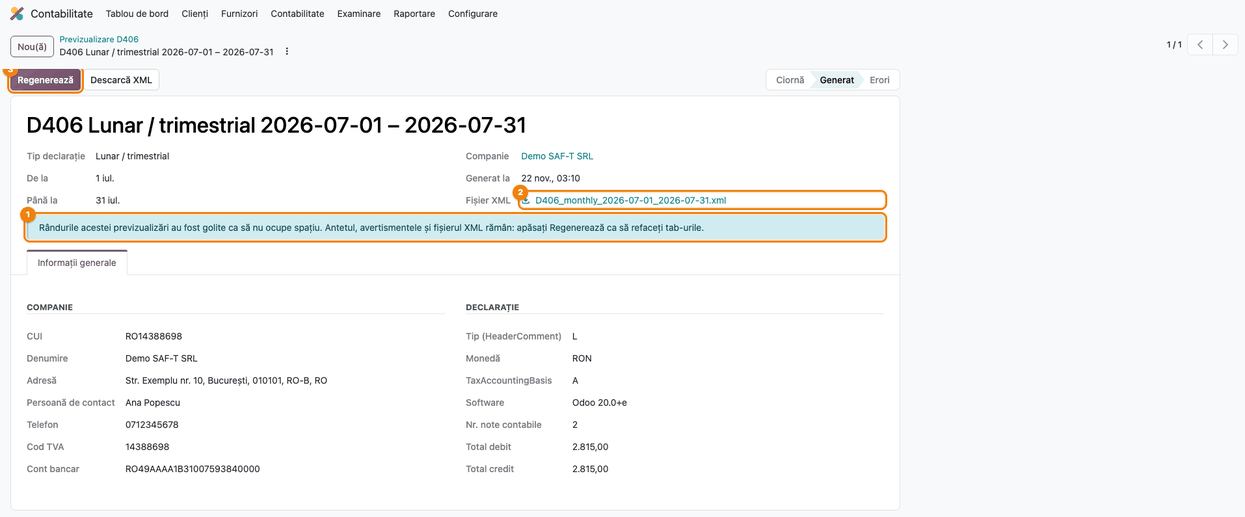 Contabilitate Tablou de bord Clienți Furnizori Contabilitate Examinare Raportare Configurare
Nou(ă) Previzualizare D406
D406 Lunar / trimestrial 2026-07-01 – 2026-07-31
1 / 1
3
Regenerează Descarcă XML Ciornă Generat Erori
D406 Lunar / trimestrial 2026-07-01 – 2026-07-31
Tip declarație Lunar / trimestrial Companie Demo SAF-T SRL
De la 1 iul. Generat la 22 nov., 03:10
Până la 31 iul. Fișier XML 2 D406_monthly_2026-07-01_2026-07-31.xml
1
Rândurile acestei previzualizări au fost golite ca să nu ocupe spațiu. Antetul, avertismentele și fișierul XML rămân: apăsați Regenerează ca să refaceți tab-urile.
Informații generale
COMPANIE DECLARAȚIE
CUI RO14388698 Tip (HeaderComment) L
Denumire Demo SAF-T SRL Monedă RON
Adresă Str. Exemplu nr. 10, București, 010101, RO-B, RO TaxAccountingBasis A
Persoană de contact Ana Popescu Software Odoo 20.0+e
Telefon 0712345678 Nr. note contabile 2
Cod TVA 14388698 Total debit 2.815,00
Cont bancar RO49AAAA1B31007593840000 Total credit 2.815,00